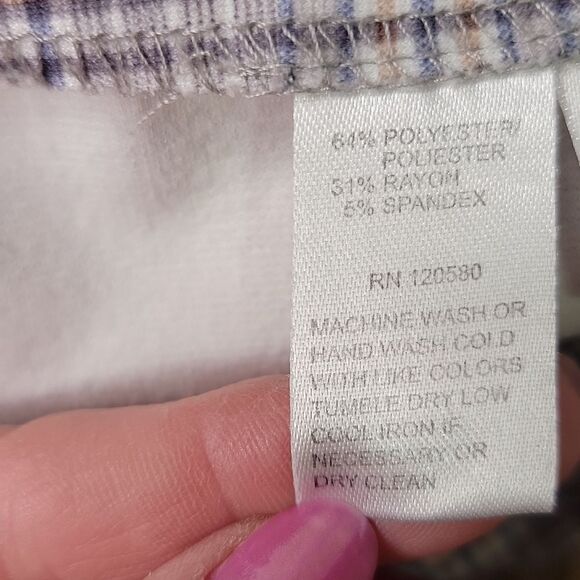 64% POLYESTER/
POLIESTER
31% RAYON
5% SPANDEX
RN 120580
MACHINE WASH OR
HAND WASH COLD
WITH LIKE COLORS
TUMBLE DRY LOW
COOL IRON IF
NECESSARY OR
DRY CLEAN